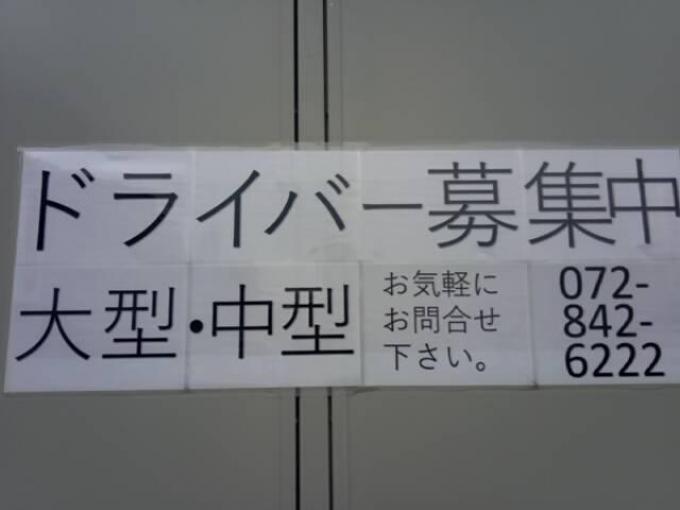 ドライバー募集中
大型・中型
お気軽に
お問合せ
下さい。
072-
842-
6222